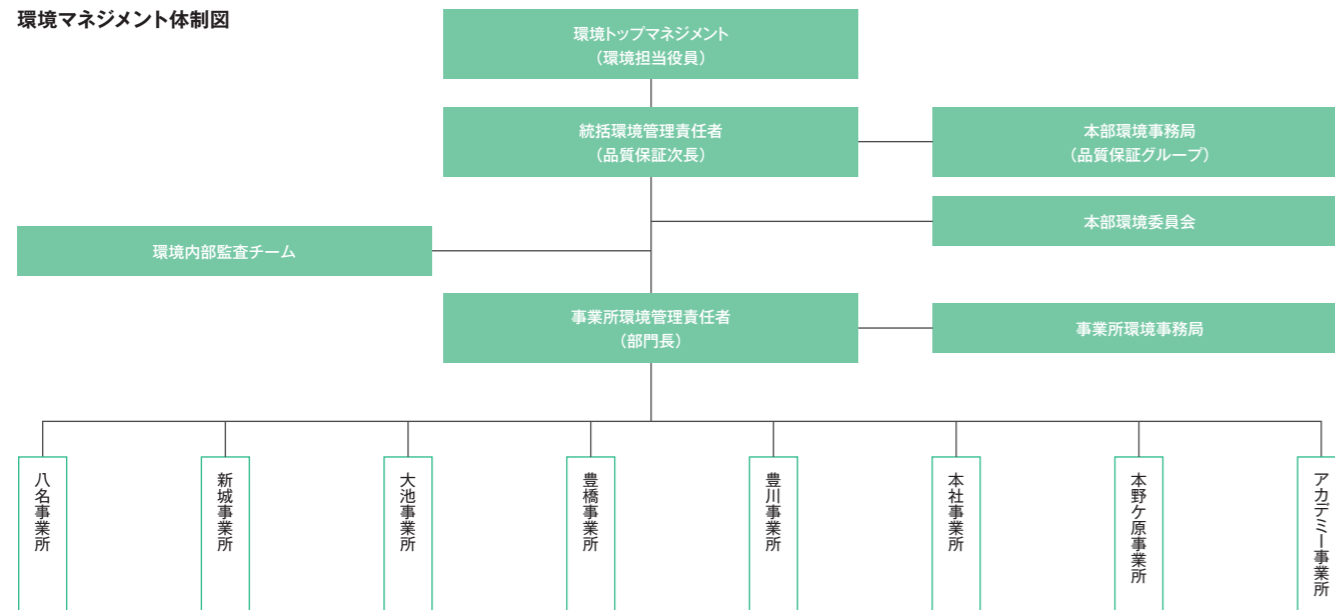 環境マネジメント体制図
環境トップマネジメント
（環境担当役員）
統括環境管理責任者
（品質保証次長）
本部環境事務局
（品質保証グループ）
本部環境委員会
環境内部監査チーム
事業所環境管理責任者
（部門長）
事業所環境事務局
八名事業所
新城事業所
大池事業所
豊橋事業所
豊川事業所
本社事業所
本野ケ原事業所
アカデミー事業所